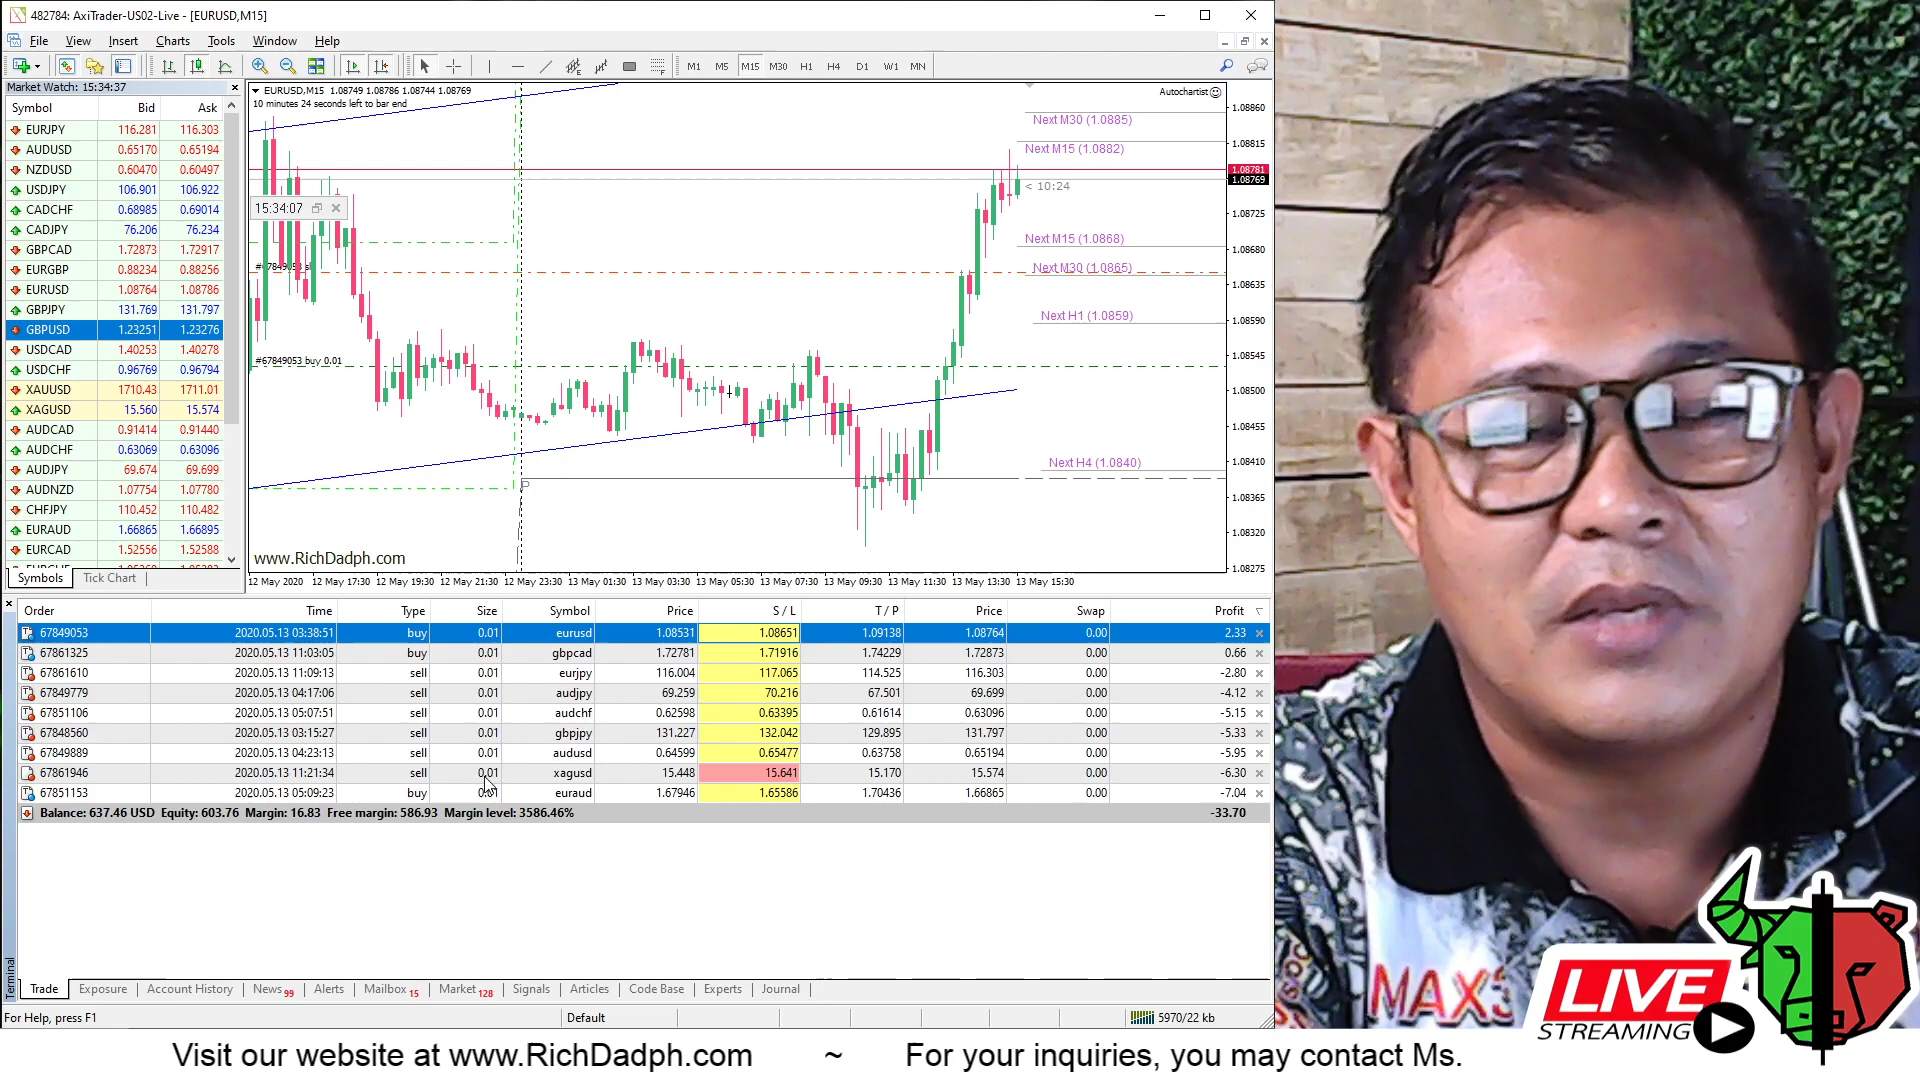 482784: AxiTrader-US02-Live - [EURUSD,M15]
File View Insert Charts Tools Window Help
M1 M5 M15 M30 H1 H4 D1 W1 MN
Market Watch: 15:34:37
Symbol Bid Ask
EURJPY 116.281 116.303
AUDUSD 0.65170 0.65194
NZDUSD 0.60470 0.60497
USDJPY 106.901 106.922
CADCHF 0.68985 0.69014
CADJPY 76.206 76.234
GBPCAD 1.72873 1.72917
EURGBP 0.88234 0.88256
EURUSD 1.08764 1.08786
GBPJPY 131.769 131.797
GBPUSD 1.23251 1.23276
USDCAD 1.40253 1.40278
USDCHF 0.96769 0.96794
XAUUSD 1710.43 1711.01
XAGUSD 15.560 15.574
AUDCAD 0.91414 0.91440
AUDCHF 0.63069 0.63096
AUDJPY 69.674 69.699
AUDNZD 1.07754 1.07780
CHFJPY 110.452 110.482
EURAUD 1.66865 1.66895
EURCAD 1.52556 1.52588
Symbols Tick Chart
EURUSD,M15 1.08749 1.08786 1.08744 1.08769
10 minutes 24 seconds left to bar end
Autochartist
15:34:07
#67849053 buy 0.01
Next M30 (1.0885)
Next M15 (1.0882)
< 10:24
Next M15 (1.0868)
Next M30 (1.0865)
Next H1 (1.0859)
Next H4 (1.0840)
P
www.RichDadph.com
1.08860
1.08815
1.08781
1.08769
1.08725
1.08680
1.08635
1.08590
1.08545
1.08500
1.08455
1.08410
1.08365
1.08320
1.08275
12 May 2020 12 May 17:30 12 May 19:30 12 May 21:30 12 May 23:30 13 May 01:30 13 May 03:30 13 May 05:30 13 May 07:30 13 May 09:30 13 May 11:30 13 May 13:30 13 May 15:30
Order Time Type Size Symbol Price S / L T / P Price Swap Profit
67849053 2020.05.13 03:38:51 buy 0.01 eurusd 1.08531 1.08651 1.09138 1.08764 0.00 2.33
67861325 2020.05.13 11:03:05 buy 0.01 gbpcad 1.72781 1.71916 1.74229 1.72873 0.00 0.66
67861610 2020.05.13 11:09:13 sell 0.01 eurjpy 116.004 117.065 114.525 116.303 0.00 -2.80
67849779 2020.05.13 04:17:06 sell 0.01 audjpy 69.259 70.216 67.501 69.699 0.00 -4.12
67851106 2020.05.13 05:07:51 sell 0.01 audchf 0.62598 0.63395 0.61614 0.63096 0.00 -5.15
67848560 2020.05.13 03:15:27 sell 0.01 gbpjpy 131.227 132.042 129.895 131.797 0.00 -5.33
67849889 2020.05.13 04:23:13 sell 0.01 audusd 0.64599 0.65477 0.63758 0.65194 0.00 -5.95
67861946 2020.05.13 11:21:34 sell 0.01 xagusd 15.448 15.641 15.170 15.574 0.00 -6.30
67851153 2020.05.13 05:09:23 buy 0.01 euraud 1.67946 1.65586 1.70436 1.66865 0.00 -7.04
Balance: 637.46 USD Equity: 603.76 Margin: 16.83 Free margin: 586.93 Margin level: 3586.46% -33.70
Terminal
Trade Exposure Account History News 99 Alerts Mailbox 15 Market 128 Signals Articles Code Base Experts Journal
For Help, press F1 Default 5970/22 kb
LIVE
STREAMING
Visit our website at www.RichDadph.com ~ For your inquiries, you may contact Ms.